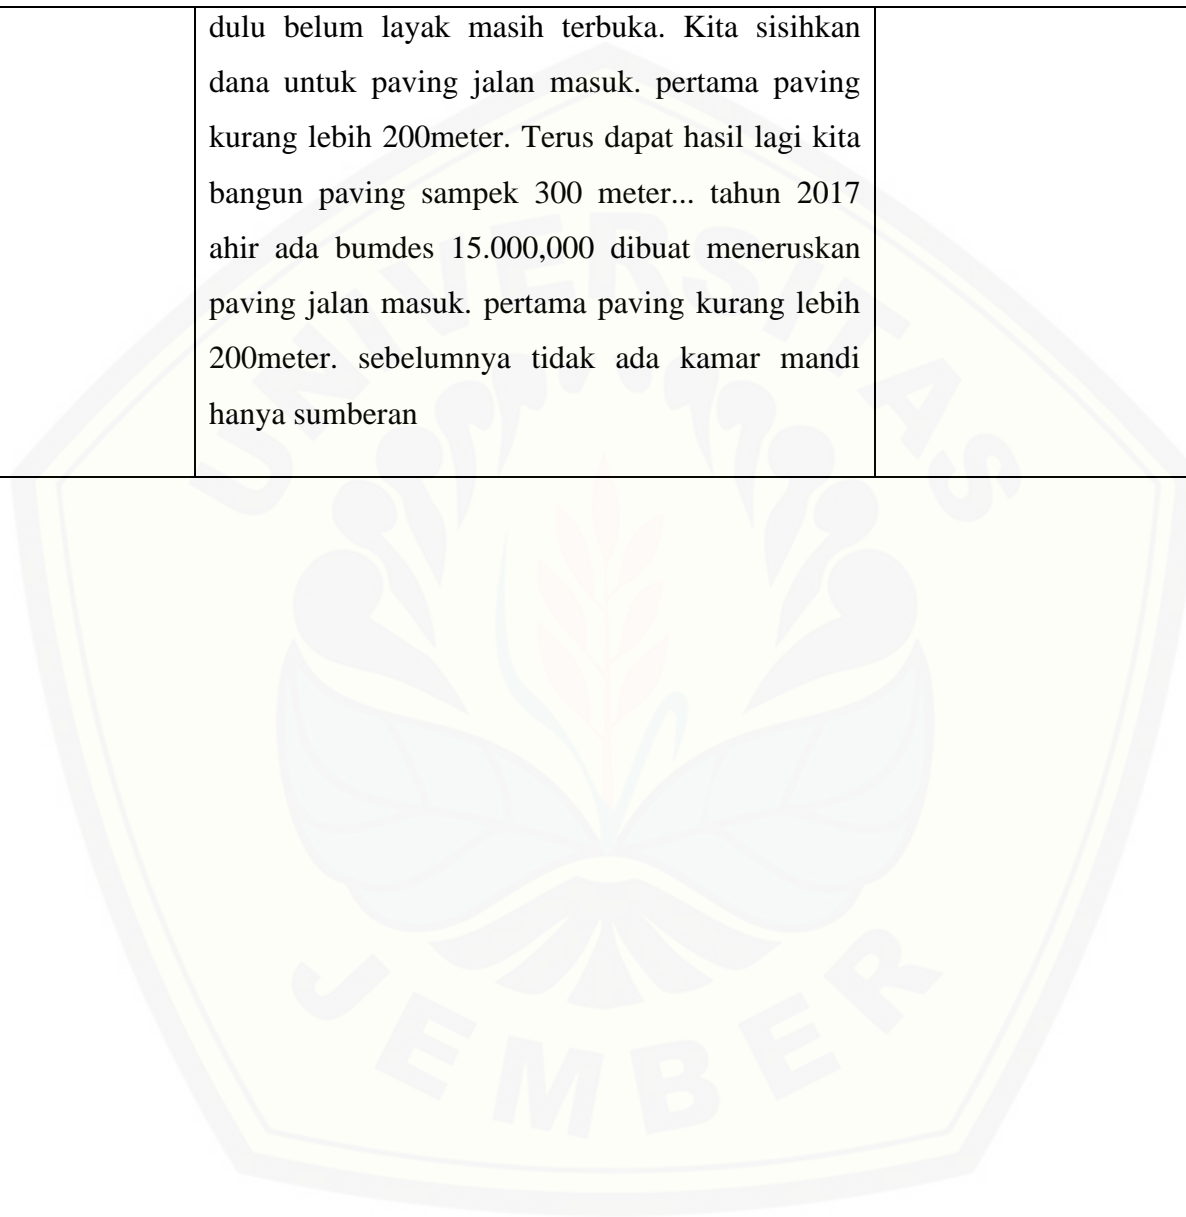 dulu belum layak masih terbuka. Kita sisihkan
dana untuk paving jalan masuk. pertama paving
kurang lebih 200meter. Terus dapat hasil lagi kita
bangun paving sampek 300 meter... tahun 2017
ahir ada bumdes 15.000,000 dibuat meneruskan
paving jalan masuk. pertama paving kurang lebih
200meter. sebelumnya tidak ada kamar mandi
hanya sumberan
UNIVERSITAS
JEMBER